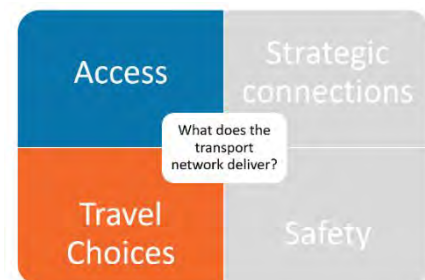 Access
Strategic
connections
What does the
transport
network deliver?
Travel
Choices
Safety